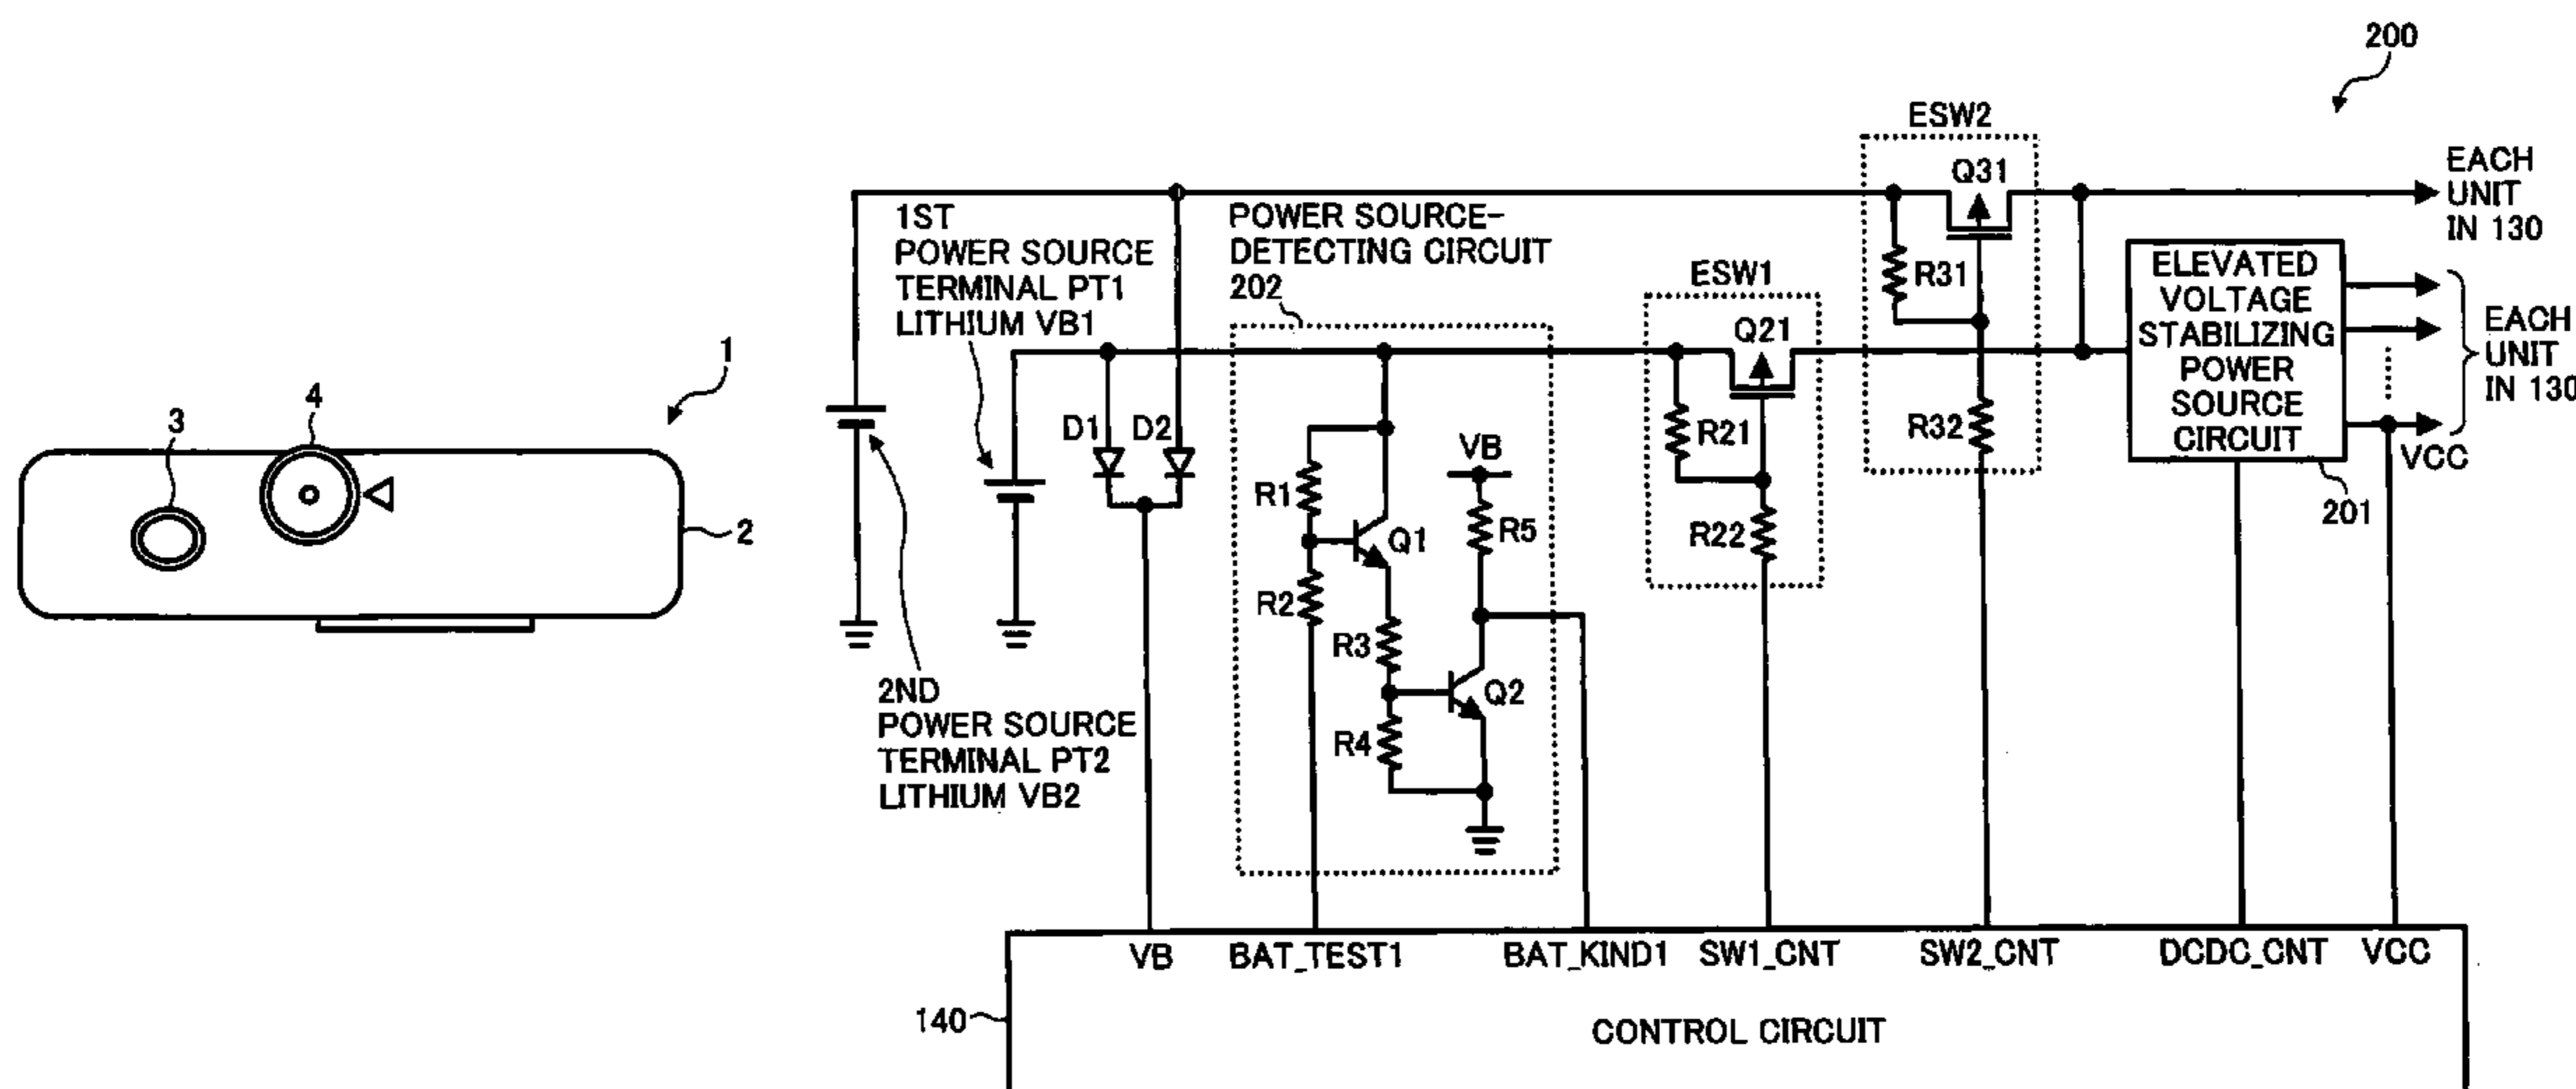 200
ESW2
Q31
EACH
UNIT
IN 130
1ST
POWER SOURCE
TERMINAL PT1
LITHIUM VB1
POWER SOURCE-
DETECTING CIRCUIT
202
ESW1
Q21
R31
ELEVATED
VOLTAGE
STABILIZING
POWER
SOURCE
CIRCUIT
EACH
UNIT
IN 130
VCC
201
1
4
3
2
D1
D2
R1
Q1
R2
R3
R4
Q2
VB
R5
R21
R22
R32
2ND
POWER SOURCE
TERMINAL PT2
LITHIUM VB2
VB
BAT_TEST1
BAT_KIND1
SW1_CNT
SW2_CNT
DCDC_CNT
VCC
140
CONTROL CIRCUIT